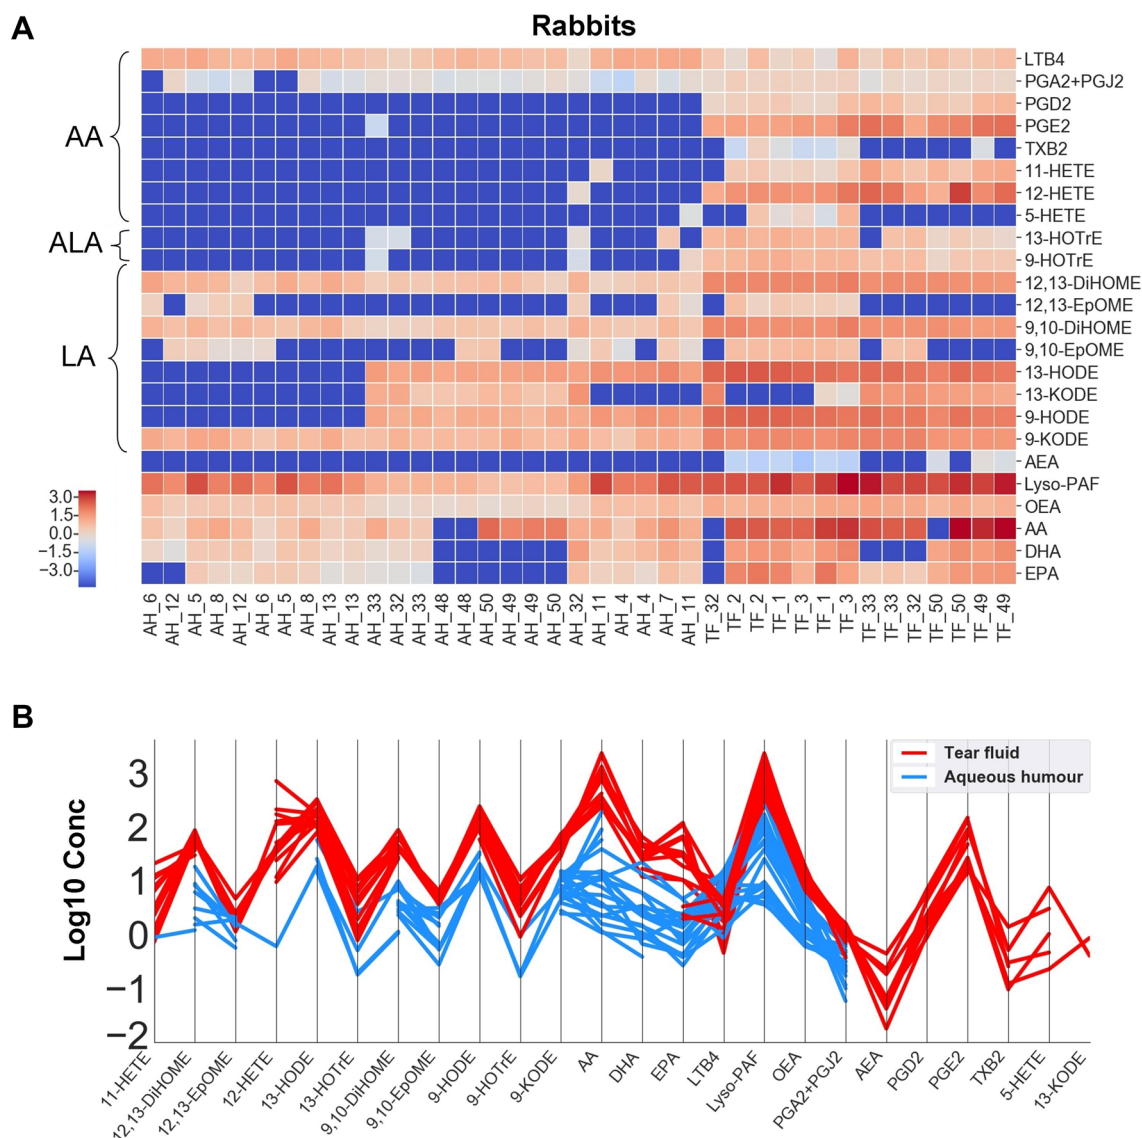 A
Rabbits
AA
ALA
LA
LTB4
PGA2+PGJ2
PGD2
PGE2
TXB2
11-HETE
12-HETE
5-HETE
13-HOTrE
9-HOTrE
12,13-DiHOME
12,13-EpOME
9,10-DiHOME
9,10-EpOME
13-HODE
13-KODE
9-HODE
9-KODE
AEA
Lyso-PAF
OEA
AA
DHA
EPA
3.0
1.5
0.0
−1.5
−3.0
AH_6
AH_12
AH_5
AH_8
AH_12
AH_6
AH_5
AH_8
AH_13
AH_13
AH_33
AH_32
AH_33
AH_48
AH_48
AH_50
AH_49
AH_49
AH_50
AH_32
AH_11
AH_4
AH_4
AH_7
AH_11
TF_32
TF_2
TF_2
TF_1
TF_3
TF_1
TF_3
TF_33
TF_33
TF_32
TF_50
TF_50
TF_49
TF_49
B
Log10 Conc
3
2
1
0
−1
−2
Tear fluid
Aqueous humour
11-HETE
12,13-DiHOME
12,13-EpOME
12-HETE
13-HODE
13-HOTrE
9,10-DiHOME
9,10-EpOME
9-HODE
9-HOTrE
9-KODE
AA
DHA
EPA
LTB4
Lyso-PAF
OEA
PGA2+PGJ2
AEA
PGD2
PGE2
TXB2
5-HETE
13-KODE